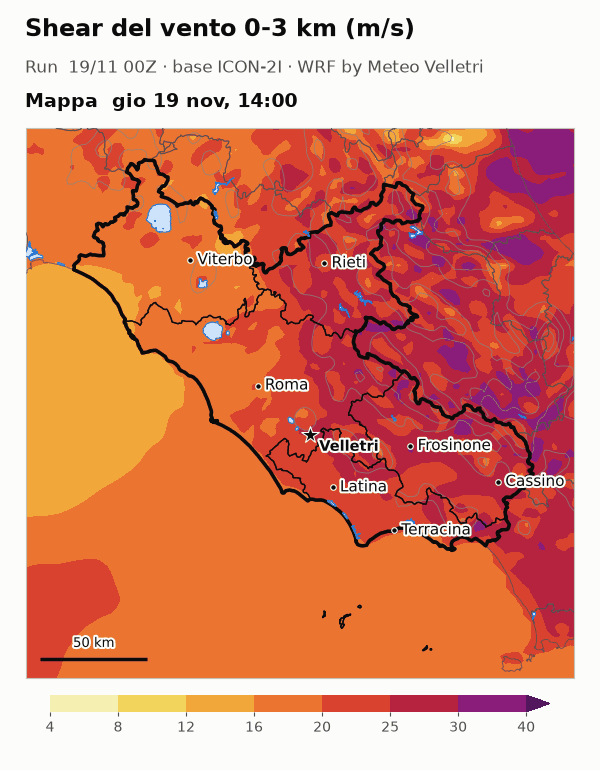 Shear del vento 0-3 km (m/s)
Run  19/11 00Z · base ICON-2I · WRF by Meteo Velletri
Mappa  gio 19 nov, 14:00
Viterbo
Rieti
Roma
Velletri
Frosinone
Cassino
Latina
Terracina
50 km
4 8 12 16 20 25 30 40